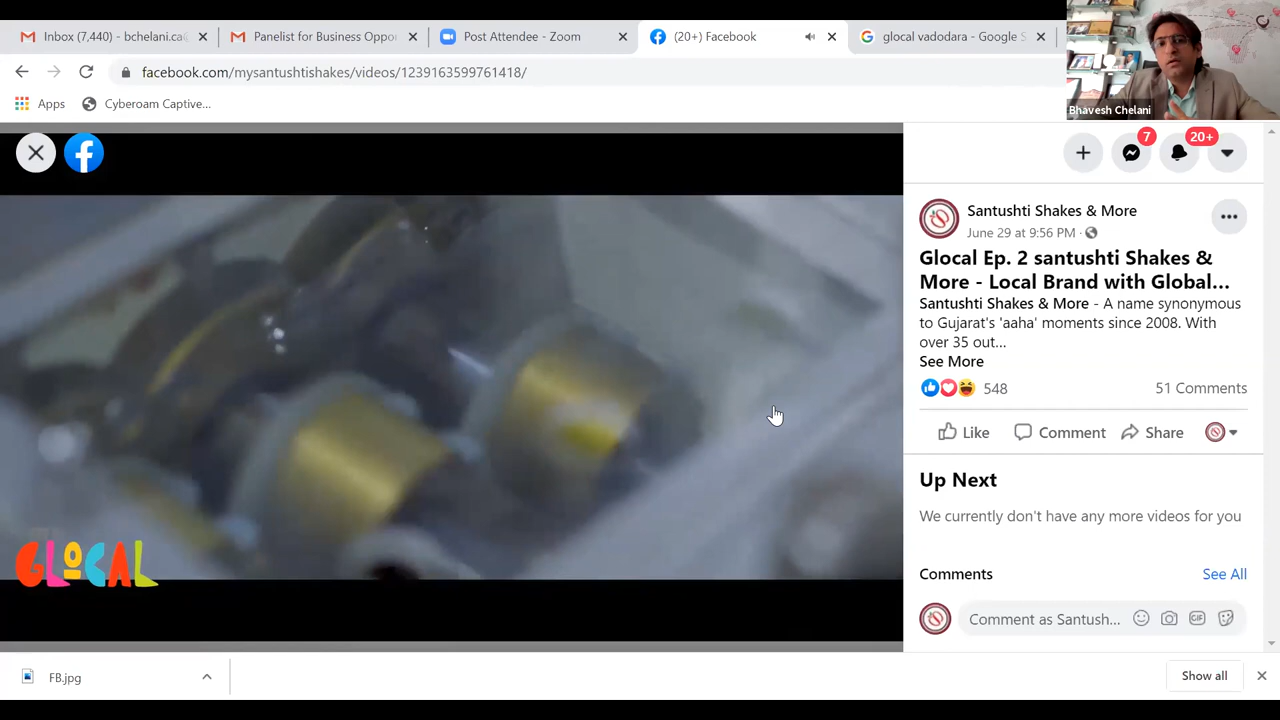 Inbox (7,440) - bchelani.ca@
Panelist for Business Oppo
Post Attendee - Zoom
(20+) Facebook
glocal vadodara - Google S
facebook.com/mysantushtishakes/videos/1239163599761418/
Apps
Cyberoam Captive...
Bhavesh Chelani
7
20+
Santushti Shakes & More
June 29 at 9:56 PM ·
Glocal Ep. 2 santushti Shakes &
More - Local Brand with Global...
Santushti Shakes & More - A name synonymous
to Gujarat's 'aaha' moments since 2008. With
over 35 out...
See More
548
51 Comments
Like
Comment
Share
Up Next
We currently don't have any more videos for you
Comments
See All
Comment as Santush...
GIF
GLOCAL
FB.jpg
Show all